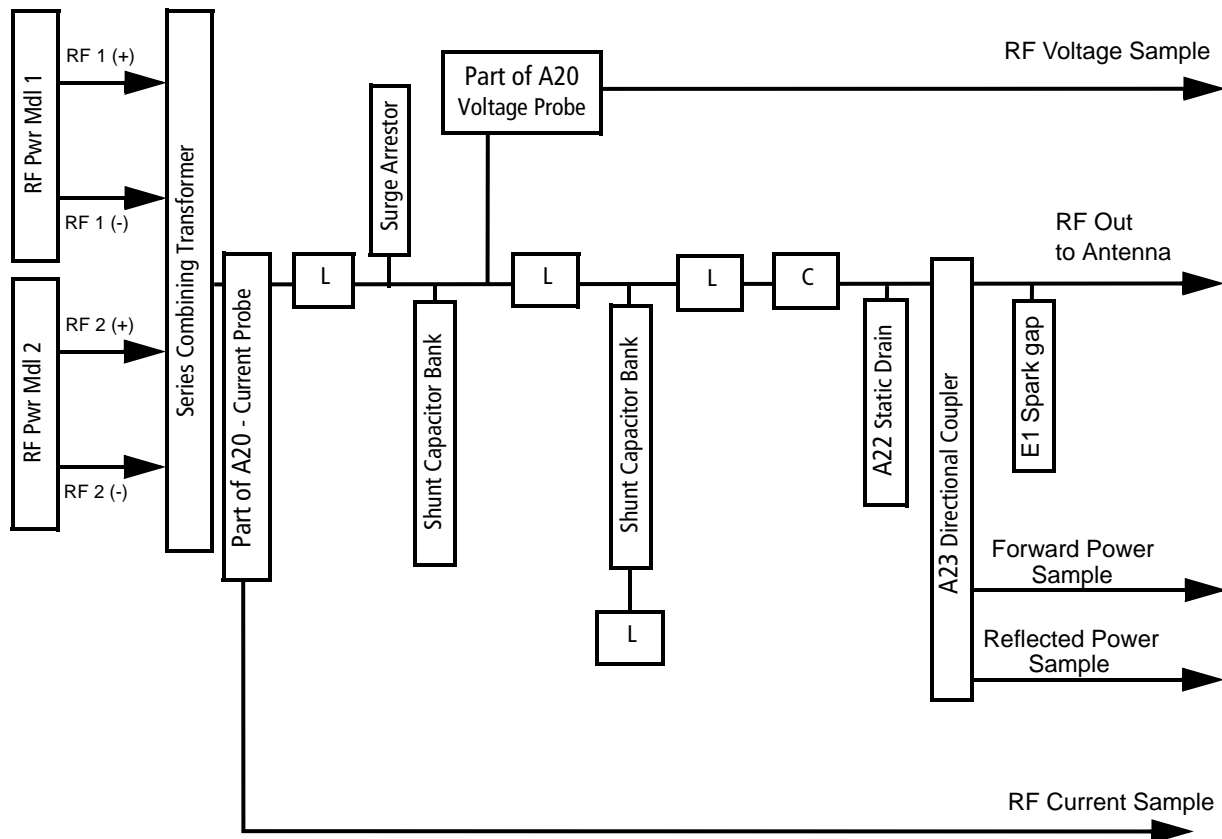 RF Pwr Mdl 1
RF 1 (+)
RF 1 (-)
RF Pwr Mdl 2
RF 2 (+)
RF 2 (-)
Series Combining Transformer
Part of A20 - Current Probe
L
Surge Arrestor
Shunt Capacitor Bank
Part of A20
Voltage Probe
RF Voltage Sample
L
Shunt Capacitor Bank
L
L
C
A22 Static Drain
A23 Directional Coupler
RF Out
to Antenna
E1 Spark gap
Forward Power
Sample
Reflected Power
Sample
RF Current Sample